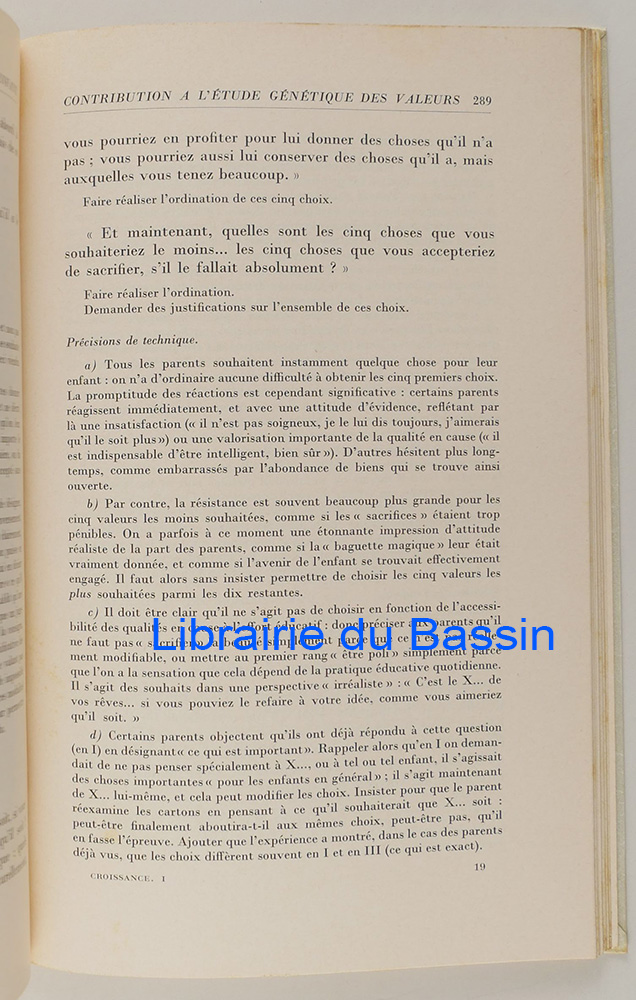 CONTRIBUTION A L'ÉTUDE GÉNÉTIQUE DES VALEURS 289
vous pourriez en profiter pour lui donner des choses qu'il n'a
pas ; vous pourriez aussi lui conserver des choses qu'il a, mais
auxquelles vous tenez beaucoup. »
Faire réaliser l'ordination de ces cinq choix.
« Et maintenant, quelles sont les cinq choses que vous
souhaiteriez le moins... les cinq choses que vous accepteriez
de sacrifier, s'il le fallait absolument ? »
Faire réaliser l'ordination.
Demander des justifications sur l'ensemble de ces choix.
Précisions de technique.
a) Tous les parents souhaitent instamment quelque chose pour leur
enfant : on n'a d'ordinaire aucune difficulté à obtenir les cinq premiers choix.
La promptitude des réactions est cependant significative : certains parents
réagissent immédiatement, et avec une attitude d'évidence, reflétant par
là une insatisfaction (« il n'est pas soigneux, je le lui dis toujours, j'aimerais
qu'il le soit plus ») ou une valorisation importante de la qualité en cause (« il
est indispensable d'être intelligent, bien sûr »). D'autres hésitent plus long-
temps, comme embarrassés par l'abondance de biens qui se trouve ainsi
ouverte.
b) Par contre, la résistance est souvent beaucoup plus grande pour les
cinq valeurs les moins souhaitées, comme si les « sacrifices » étaient trop
pénibles. On a parfois à ce moment une étonnante impression d'attitude
réaliste de la part des parents, comme si la « baguette magique » leur était
vraiment donnée, et comme si l'avenir de l'enfant se trouvait effectivement
engagé. Il faut alors sans insister permettre de choisir les cinq valeurs les
plus souhaitées parmi les dix restantes.
c) Il doit être clair qu'il ne s'agit pas de choisir en fonction de l'accessi-
bilité des qualités en cause à l'effort éducatif : donc préciser aux parents qu'il
Librairie du Bassin
ne faut pas « sacrifier » la beauté simplement parce que ce n'est pas
ment modifiable, ou mettre au premier rang « être poli » simplement parce
que l'on a la sensation que cela dépend de la pratique éducative quotidienne.
Il s'agit des souhaits dans une perspective « irréaliste » : « C'est le X... de
vos rêves... si vous pouviez le refaire à votre idée, comme vous aimeriez
qu'il soit. »
d) Certains parents objectent qu'ils ont déjà répondu à cette question
(en I) en désignant « ce qui est important ». Rappeler alors qu'en I on deman-
dait de ne pas penser spécialement à X..., ou à tel ou tel enfant, il s'agissait
des choses importantes « pour les enfants en général » ; il s'agit maintenant
de X... lui-même, et cela peut modifier les choix. Insister pour que le parent
réexamine les cartons en pensant à ce qu'il souhaiterait que X... soit :
peut-être finalement aboutira-t-il aux mêmes choix, peut-être pas, qu'il
en fasse l'épreuve. Ajouter que l'expérience a montré, dans le cas des parents
déjà vus, que les choix diffèrent souvent en I et en III (ce qui est exact).
CROISSANCE. I 19